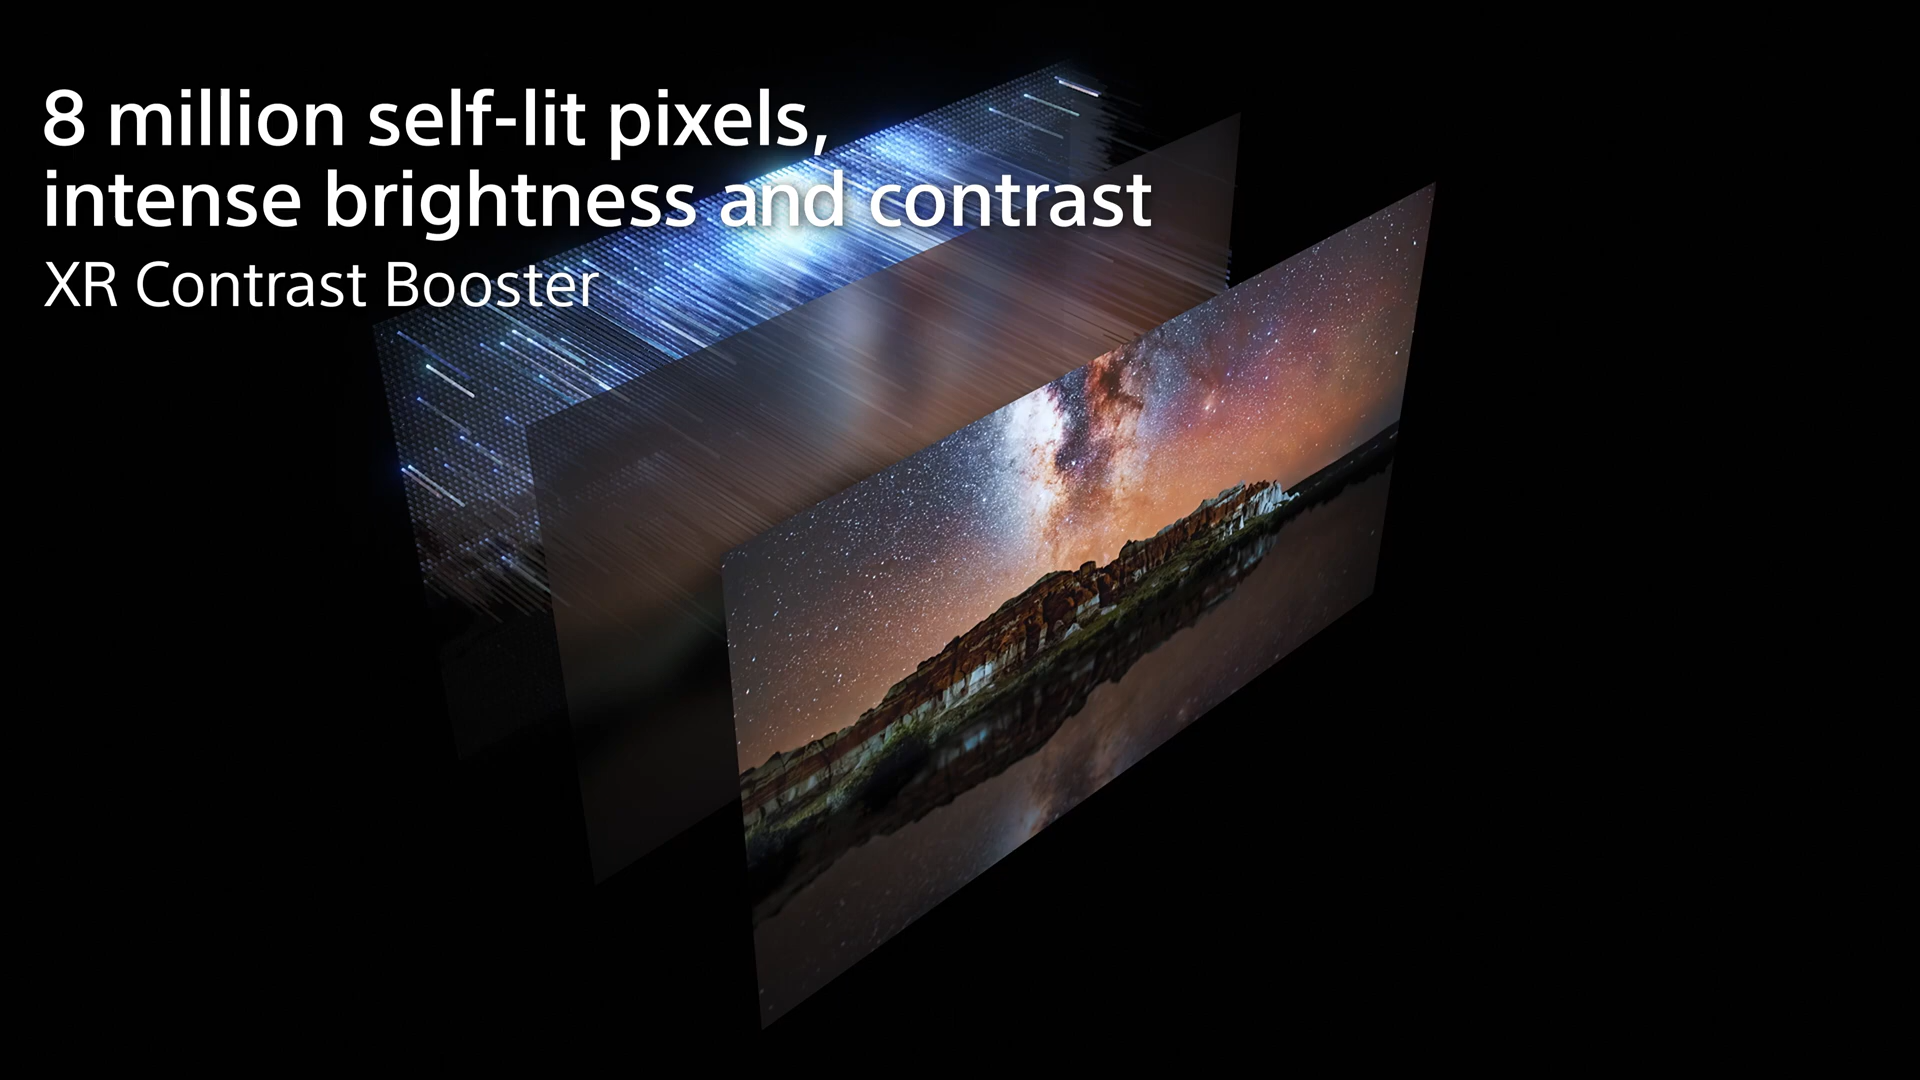 8 million self-lit pixels,
intense brightness and contrast
XR Contrast Booster